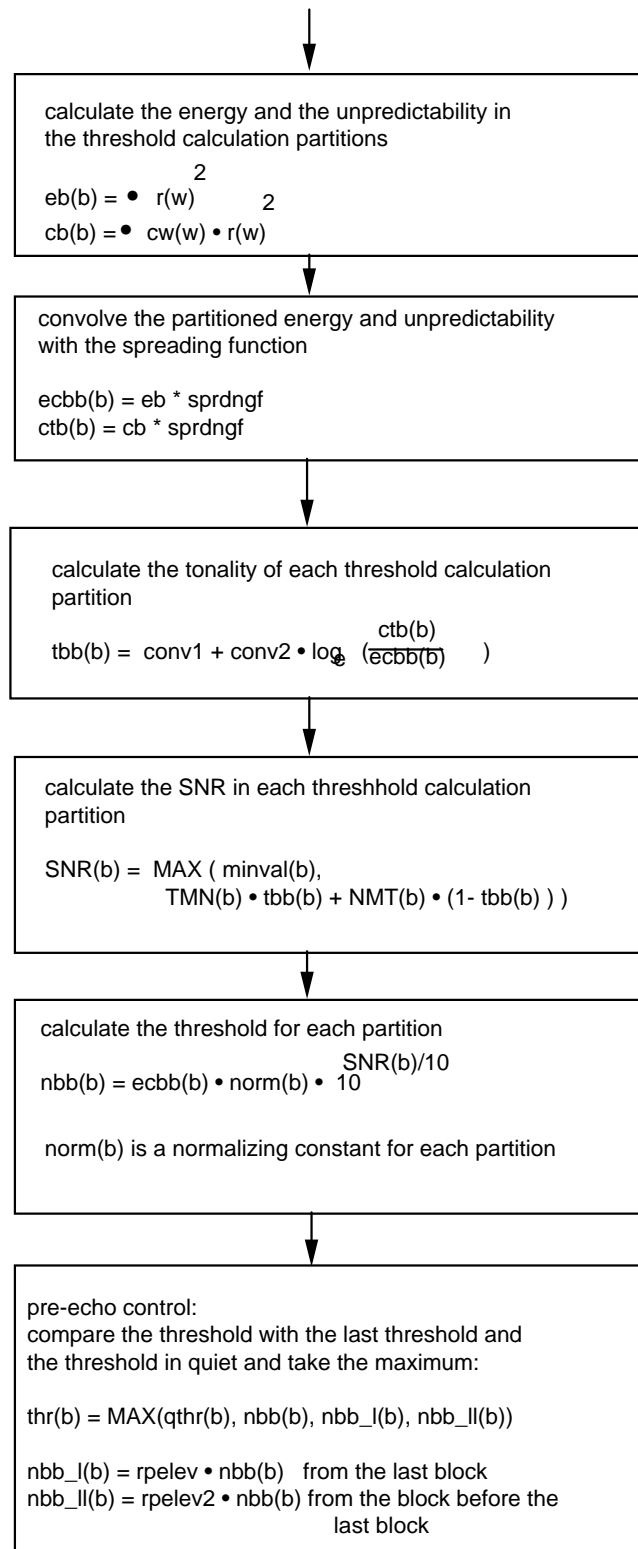 calculate the energy and the unpredictability in
the threshold calculation partitions
2
eb(b) = • r(w)
2
cb(b) = • cw(w) • r(w)
convolve the partitioned energy and unpredictability
with the spreading function
ecbb(b) = eb * sprdngf
ctb(b) = cb * sprdngf
calculate the tonality of each threshold calculation
partition
ctb(b)
tbb(b) = conv1 + conv2 • log e ( )
ecbb(b)
calculate the SNR in each threshhold calculation
partition
SNR(b) = MAX ( minval(b),
TMN(b) • tbb(b) + NMT(b) • (1- tbb(b) ) )
calculate the threshold for each partition
SNR(b)/10
nbb(b) = ecbb(b) • norm(b) • 10
norm(b) is a normalizing constant for each partition
pre-echo control:
compare the threshold with the last threshold and
the threshold in quiet and take the maximum:
thr(b) = MAX(qthr(b), nbb(b), nbb_l(b), nbb_ll(b))
nbb_l(b) = rpelev • nbb(b) from the last block
nbb_ll(b) = rpelev2 • nbb(b) from the block before the
last block